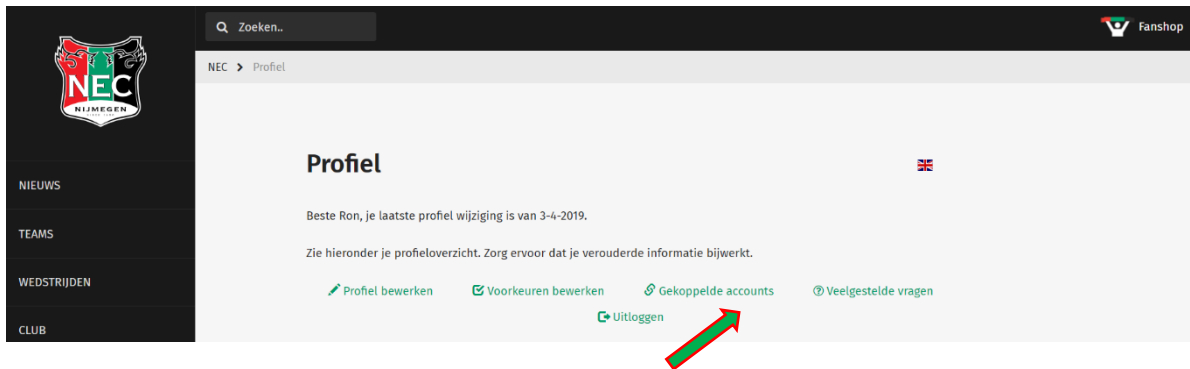 Zoeken..
Fanshop
NEC > Profiel
NEC
NIJMEGEN
Profiel
NIEUWS
Beste Ron, je laatste profiel wijziging is van 3-4-2019.
TEAMS
Zie hieronder je profieloverzicht. Zorg ervoor dat je verouderde informatie bijwerkt.
WEDSTRIJDEN
Profiel bewerken Voorkeuren bewerken Gekoppelde accounts Veelgestelde vragen
Uitloggen
CLUB